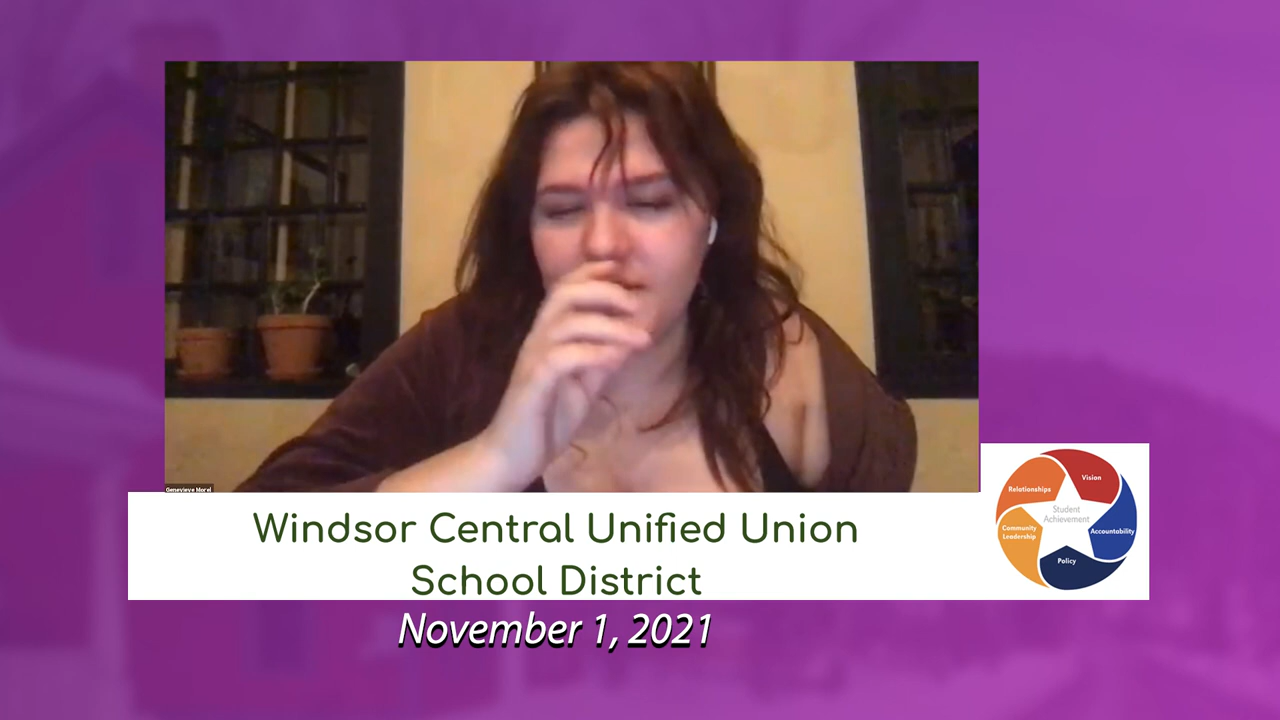 Genevieve Morel
Windsor Central Unified Union
School District
November 1, 2021
Relationships
Vision
Student
Achievement
Community
Leadership
Accountability
Policy